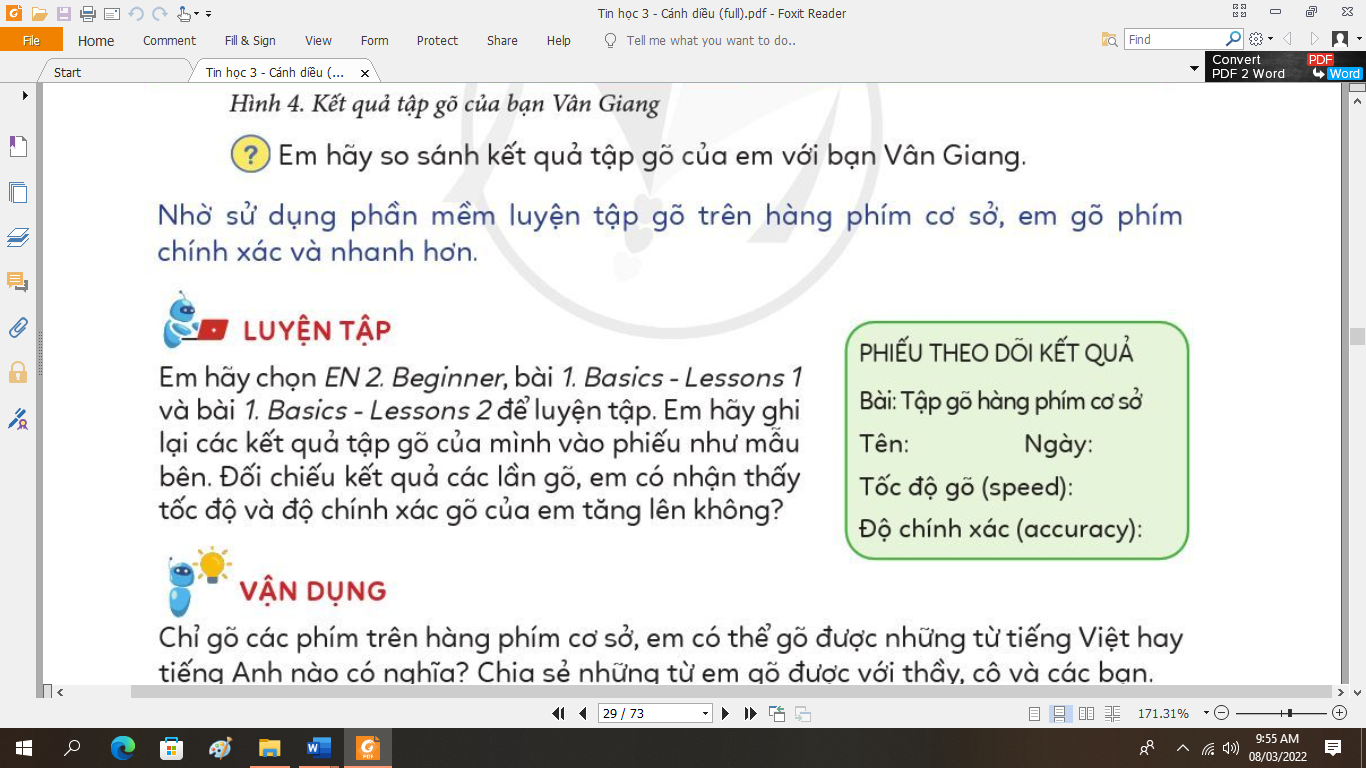 Tin học 3 - Cánh diều (full).pdf - Foxit Reader
File Home Comment Fill & Sign View Form Protect Share Help Tell me what you want to do.. Find
Start Tin học 3 - Cánh diều (... Convert PDF
PDF 2 Word Word
Hình 4. Kết quả tập gõ của bạn Vân Giang
? Em hãy so sánh kết quả tập gõ của em với bạn Vân Giang.
Nhờ sử dụng phần mềm luyện tập gõ trên hàng phím cơ sở, em gõ phím
chính xác và nhanh hơn.
LUYỆN TẬP
Em hãy chọn EN 2. Beginner, bài 1. Basics - Lessons 1
và bài 1. Basics - Lessons 2 để luyện tập. Em hãy ghi
lại các kết quả tập gõ của mình vào phiếu như mẫu
bên. Đối chiếu kết quả các lần gõ, em có nhận thấy
tốc độ và độ chính xác gõ của em tăng lên không?
PHIẾU THEO DÕI KẾT QUẢ
Bài: Tập gõ hàng phím cơ sở
Tên: Ngày:
Tốc độ gõ (speed):
Độ chính xác (accuracy):
VẬN DỤNG
Chỉ gõ các phím trên hàng phím cơ sở, em có thể gõ được những từ tiếng Việt hay
tiếng Anh nào có nghĩa? Chia sẻ những từ em gõ được với thầy, cô và các bạn.
29 / 73 171.31%
9:55 AM
08/03/2022